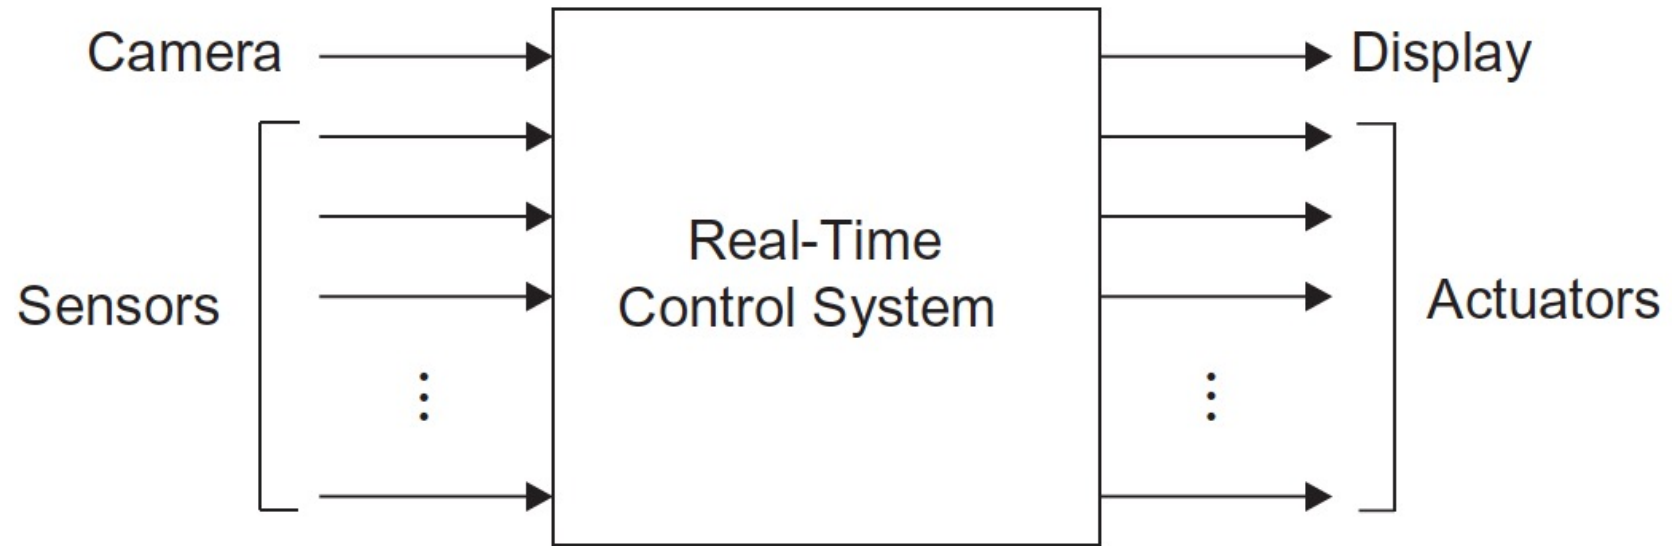 Camera
Display
Sensors
Real-Time
Control System
Actuators